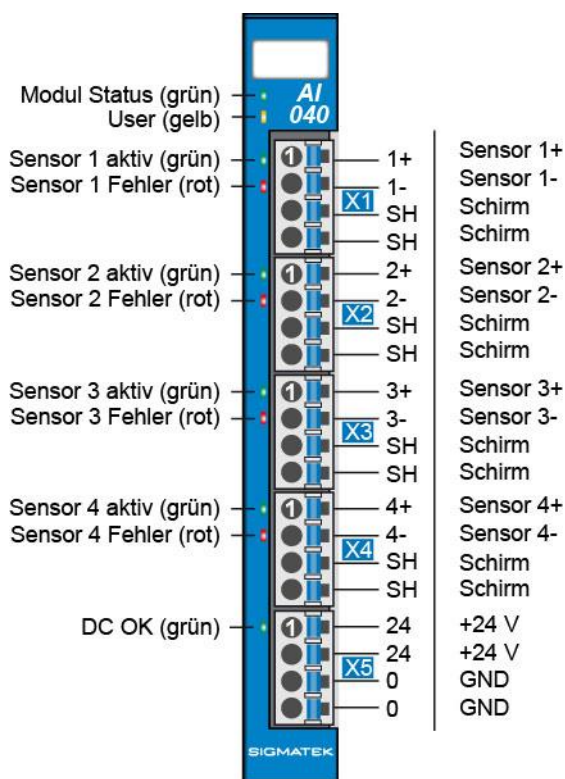 AI
040
Modul Status (grün)
User (gelb)
Sensor 1 aktiv (grün)
Sensor 1 Fehler (rot)
1
X1
1+ Sensor 1+
1- Sensor 1-
SH Schirm
SH Schirm
Sensor 2 aktiv (grün)
Sensor 2 Fehler (rot)
1
X2
2+ Sensor 2+
2- Sensor 2-
SH Schirm
SH Schirm
Sensor 3 aktiv (grün)
Sensor 3 Fehler (rot)
1
X3
3+ Sensor 3+
3- Sensor 3-
SH Schirm
SH Schirm
Sensor 4 aktiv (grün)
Sensor 4 Fehler (rot)
1
X4
4+ Sensor 4+
4- Sensor 4-
SH Schirm
SH Schirm
DC OK (grün)
1
X5
24 +24 V
24 +24 V
0 GND
0 GND
SIGMATEK